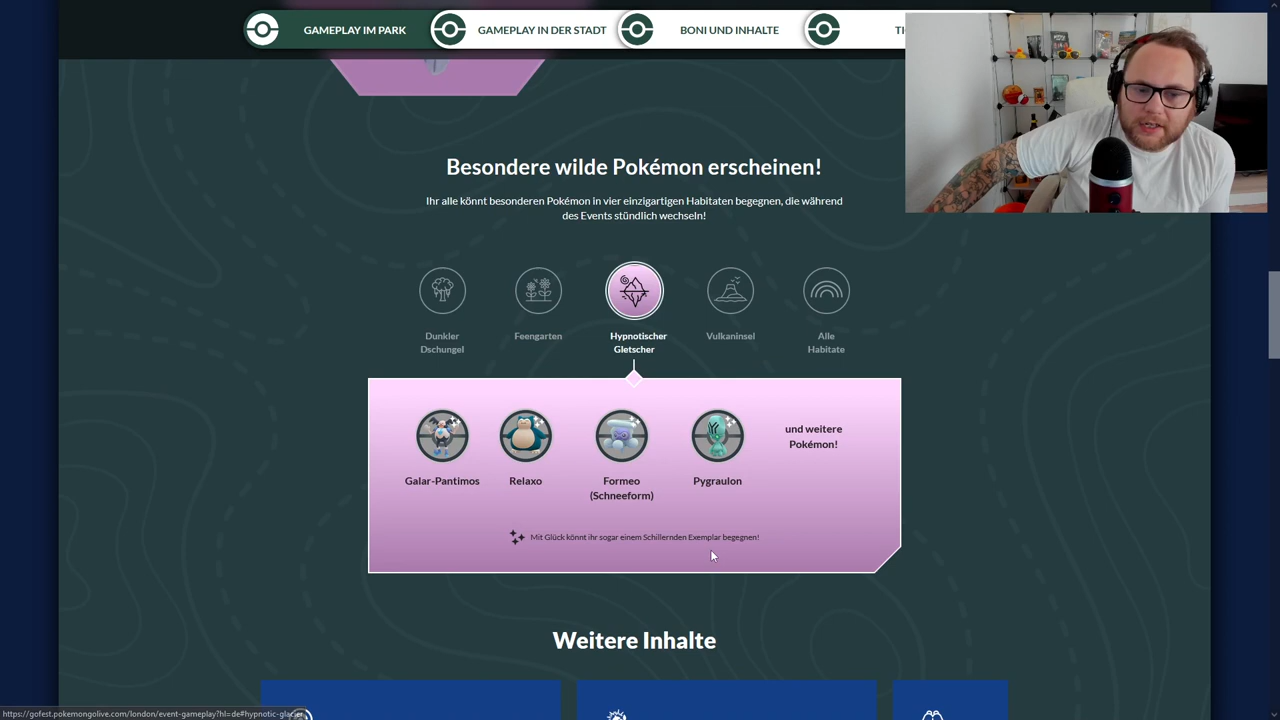 GAMEPLAY IM PARK
GAMEPLAY IN DER STADT
BONI UND INHALTE
Besondere wilde Pokémon erscheinen!
Ihr alle könnt besonderen Pokémon in vier einzigartigen Habitaten begegnen, die während
des Events stündlich wechseln!
Dunkler
Dschungel
Feengarten
Hypnotischer
Gletscher
Vulkaninsel
Alle
Habitate
Galar-Pantimos
Relaxo
Formeo
(Schneeform)
Pygraulon
und weitere
Pokémon!
Mit Glück könnt ihr sogar einem Schillernden Exemplar begegnen!
Weitere Inhalte
https://gofest.pokemongolive.com/london/event-gameplay?hl=de#hypnotic-glacier